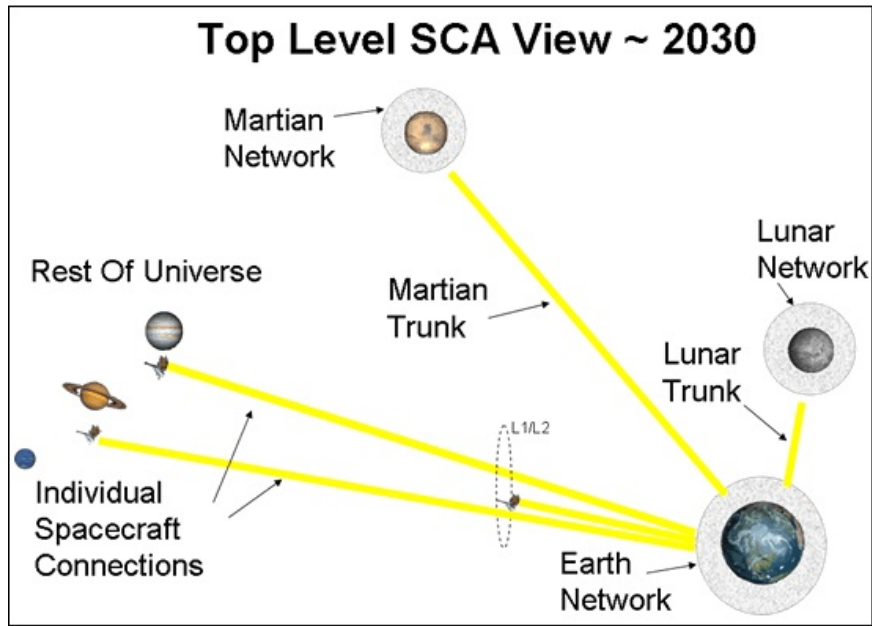 Top Level SCA View ~ 2030
Martian
Network
Lunar
Network
Rest Of Universe
Martian
Trunk
Lunar
Trunk
L1/L2
Individual
Spacecraft
Connections
Earth
Network